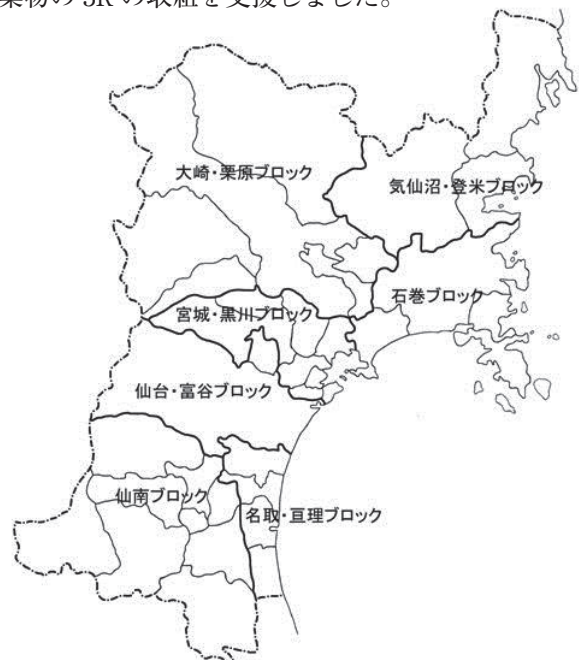 業物の 3R の取組を支援しました。
大崎・栗原ブロック
気仙沼・登米ブロック
石巻ブロック
宮城・黒川ブロック
仙台・富谷ブロック
仙南ブロック
名取・亘理ブロック